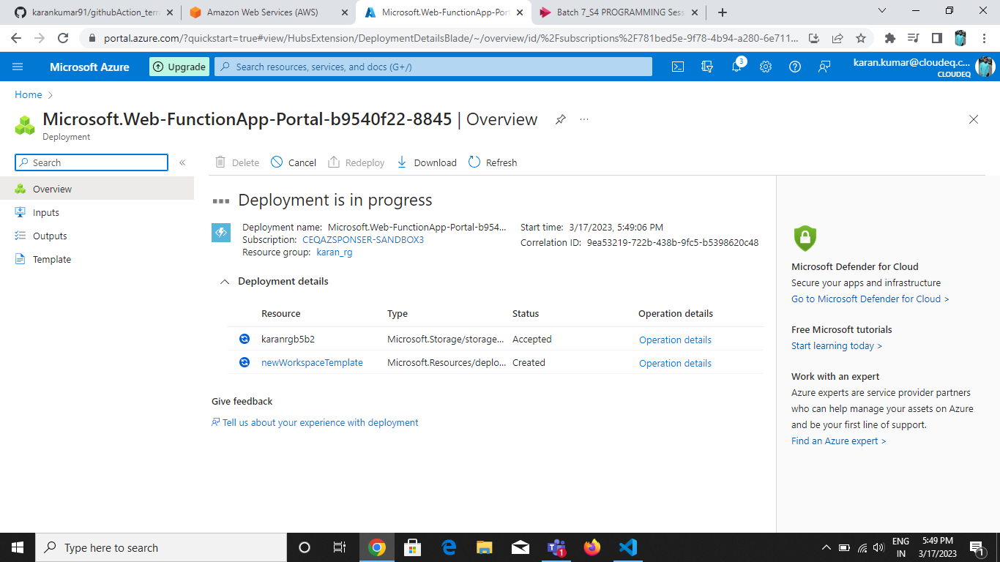 karankumar91/githubAction_terr
Amazon Web Services (AWS)
Microsoft.Web-FunctionApp-Port
Batch 7_S4 PROGRAMMING Sess
portal.azure.com/?quickstart=true#view/HubsExtension/DeploymentDetailsBlade/~/overview/id/%2Fsubscriptions%2F781bed5e-9f78-4b94-a280-6e711...
Microsoft Azure
Upgrade
Search resources, services, and docs (G+/)
3
karan.kumar@cloudeq.c...
CLOUDEQ
Home
Microsoft.Web-FunctionApp-Portal-b9540f22-8845 | Overview
Deployment
Search
«
Delete
Cancel
Redeploy
Download
Refresh
Overview
Inputs
Outputs
Template
Deployment is in progress
Deployment name: Microsoft.Web-FunctionApp-Portal-b954...
Subscription: CEQAZSPONSER-SANDBOX3
Resource group: karan_rg
Start time: 3/17/2023, 5:49:06 PM
Correlation ID: 9ea53219-722b-438b-9fc5-b5398620c48
Deployment details
Resource Type Status Operation details
karanrgb5b2 Microsoft.Storage/storage... Accepted Operation details
newWorkspaceTemplate Microsoft.Resources/deplo... Created Operation details
Give feedback
Tell us about your experience with deployment
Microsoft Defender for Cloud
Secure your apps and infrastructure
Go to Microsoft Defender for Cloud >
Free Microsoft tutorials
Start learning today >
Work with an expert
Azure experts are service provider partners
who can help manage your assets on Azure
and be your first line of support.
Find an Azure expert >
Type here to search
1
ENG
IN
5:49 PM
3/17/2023
1